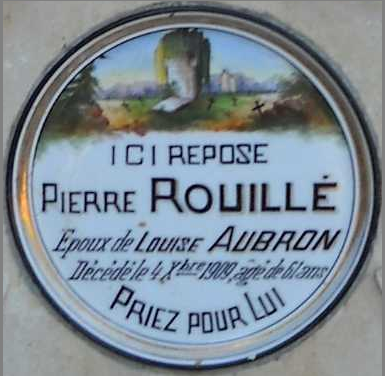 ICI REPOSE
PIERRE ROUILLÉ
Epoux de LOUISE AUBRON
Décédé le 4 Xbre 1909, agé de 61 ans
PRIEZ POUR LUI